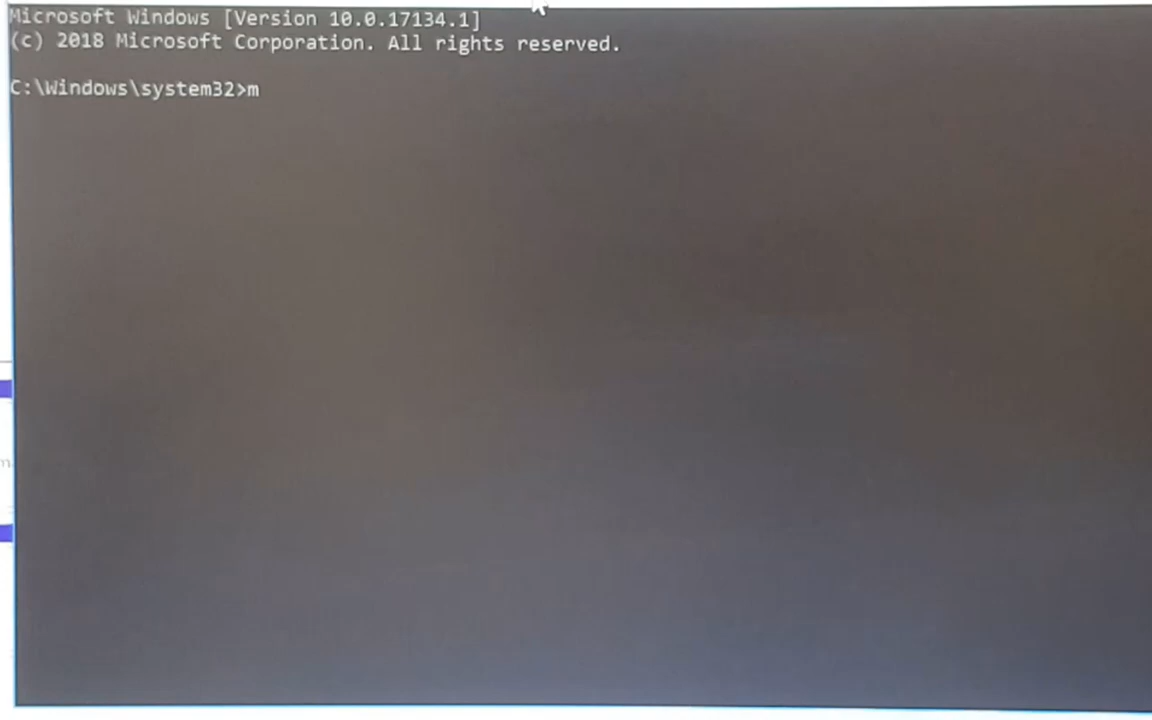 Microsoft Windows [Version 10.0.17134.1]
(c) 2018 Microsoft Corporation. All rights reserved.
C:\Windows\system32>m